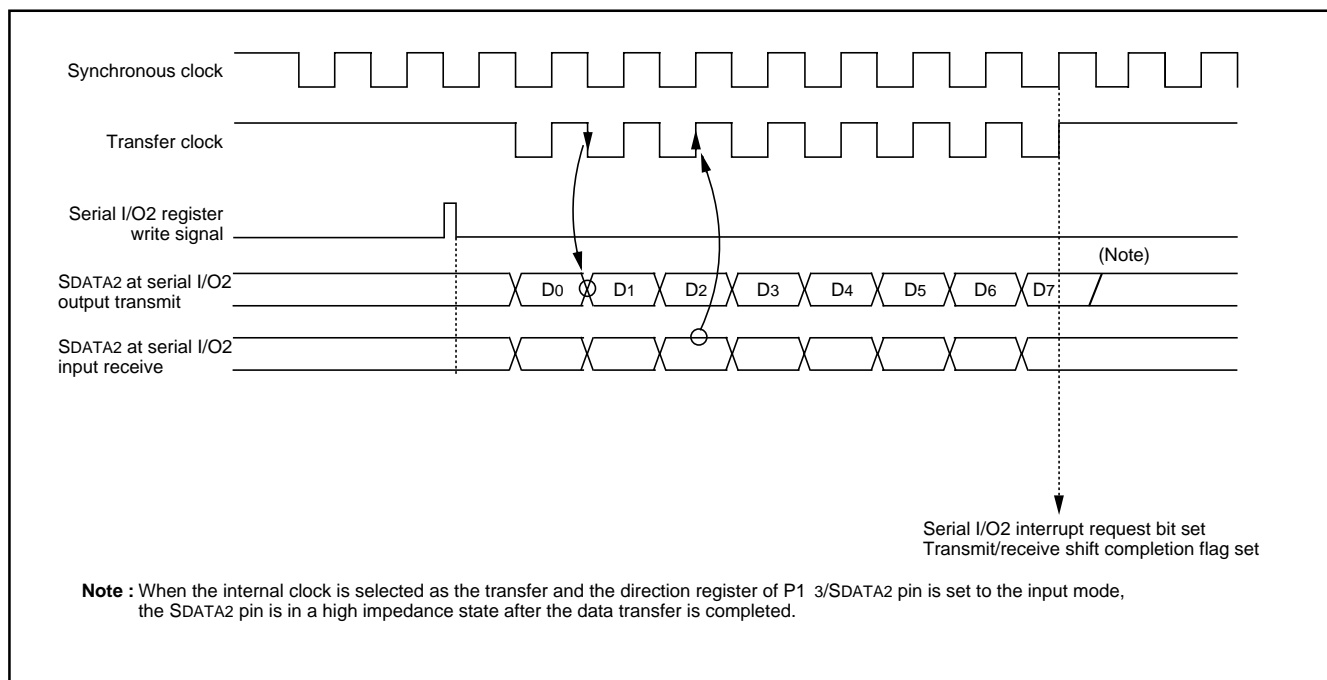 Synchronous clock
Transfer clock
Serial I/O2 register
write signal
(Note)
SDATA2 at serial I/O2
output transmit
D0 D1 D2 D3 D4 D5 D6 D7
SDATA2 at serial I/O2
input receive
Serial I/O2 interrupt request bit set
Transmit/receive shift completion flag set
Note : When the internal clock is selected as the transfer and the direction register of P1 3/SDATA2 pin is set to the input mode,
the SDATA2 pin is in a high impedance state after the data transfer is completed.